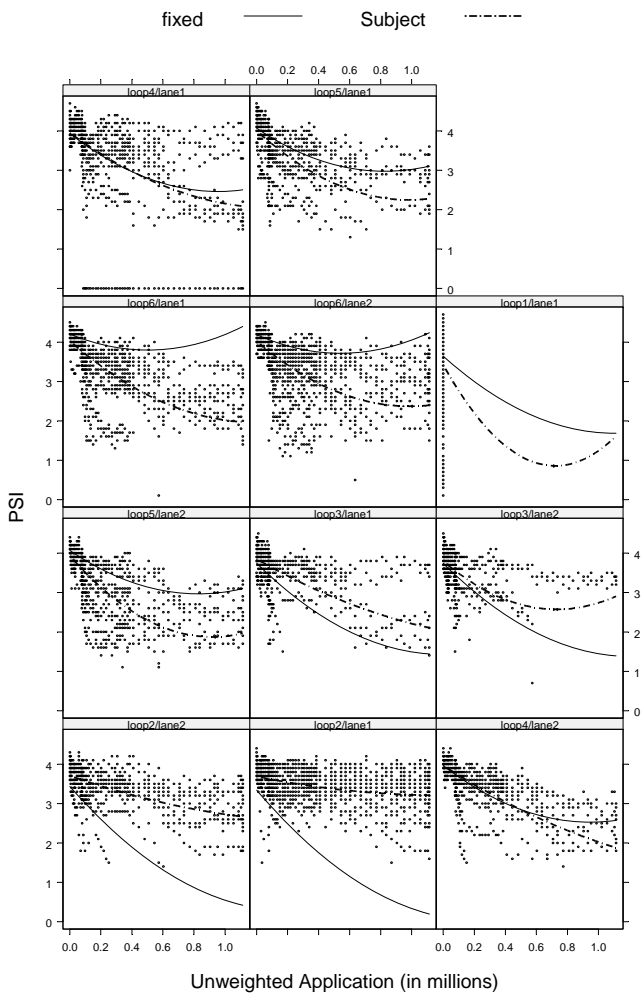 fixed Subject
0.0 0.2 0.4 0.6 0.8 1.0
loop4/lane1 loop5/lane1
4
3
2
1
0
loop6/lane1 loop6/lane2 loop1/lane1
4
3
2
1
0
loop5/lane2 loop3/lane1 loop3/lane2
4
3
2
1
0
loop2/lane2 loop2/lane1 loop4/lane2
4
3
2
1
0
0.0 0.2 0.4 0.6 0.8 1.0 0.0 0.2 0.4 0.6 0.8 1.0
PSI
Unweighted Application (in millions)